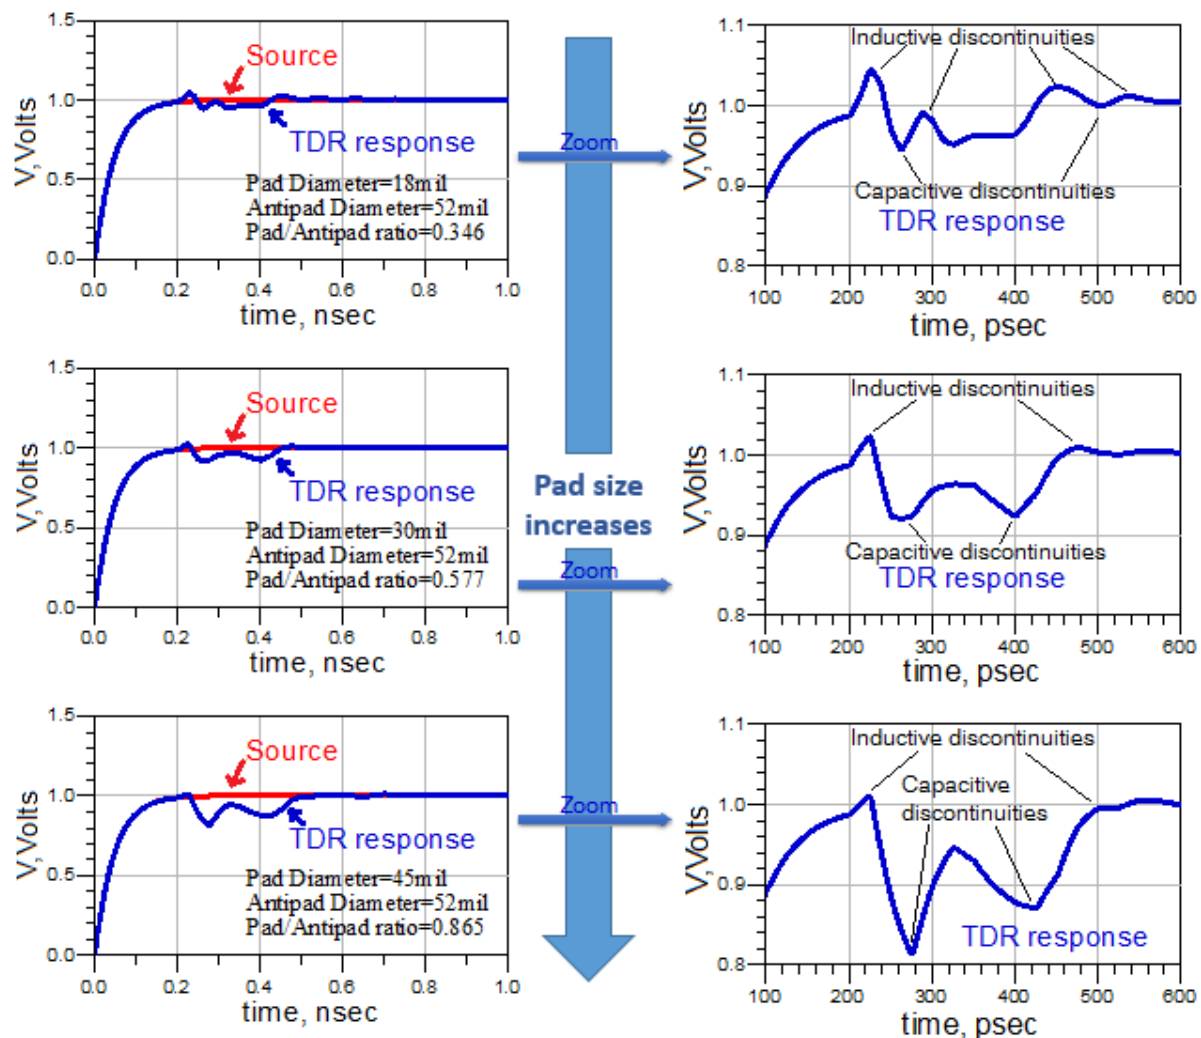 1.5
1.0
0.5
0.0
V,Volts
Source
TDR response
Pad Diameter=18mil
Antipad Diameter=52mil
Pad/Antipad ratio=0.346
0.0 0.2 0.4 0.6 0.8 1.0
time, nsec
Zoom
1.1
1.0
0.9
0.8
V,Volts
Inductive discontinuities
Capacitive discontinuities
TDR response
100 200 300 400 500 600
time, psec
1.5
1.0
0.5
0.0
V,Volts
Source
TDR response
Pad Diameter=30mil
Antipad Diameter=52mil
Pad/Antipad ratio=0.577
0.0 0.2 0.4 0.6 0.8 1.0
time, nsec
Pad size
increases
Zoom
1.1
1.0
0.9
0.8
V,Volts
Inductive discontinuities
Capacitive discontinuities
TDR response
100 200 300 400 500 600
time, psec
1.5
1.0
0.5
0.0
V,Volts
Source
TDR response
Pad Diameter=45mil
Antipad Diameter=52mil
Pad/Antipad ratio=0.865
0.0 0.2 0.4 0.6 0.8 1.0
time, nsec
Zoom
1.1
1.0
0.9
0.8
V,Volts
Inductive discontinuities
Capacitive
discontinuities
TDR response
100 200 300 400 500 600
time, psec